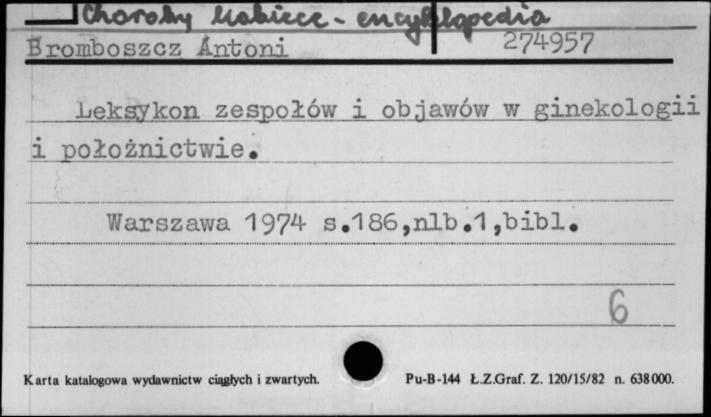 Choroby kobiece - encyklopedia
Bromboszcz Antoni 274957
Leksykon zespołów i objawów w ginekologii
i położnictwie.
Warszawa 1974 s.186,nlb.1,bibl.
6
Karta katalogowa wydawnictw ciągłych i zwartych. Pu-B-144 Ł.Z.Graf. Z. 120/15/82 n. 638000.